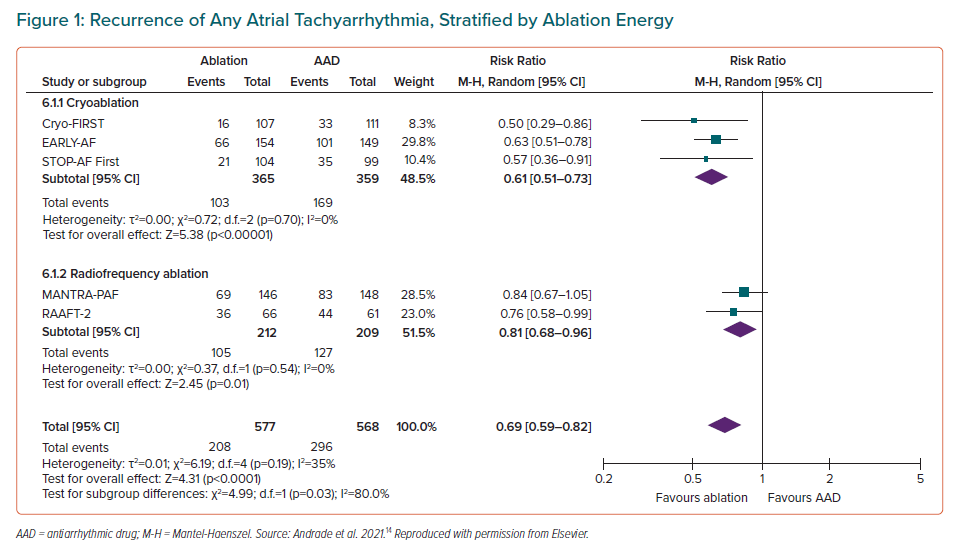 Figure 1: Recurrence of Any Atrial Tachyarrhythmia, Stratified by Ablation Energy
Ablation AAD Risk Ratio Risk Ratio
Study or subgroup Events Total Events Total Weight M-H, Random [95% CI] M-H, Random [95% CI]
6.1.1 Cryoablation
Cryo-FIRST 16 107 33 111 8.3% 0.50 [0.29–0.86]
EARLY-AF 66 154 101 149 29.8% 0.63 [0.51–0.78]
STOP-AF First 21 104 35 99 10.4% 0.57 [0.36–0.91]
Subtotal [95% CI] 365 359 48.5% 0.61 [0.51–0.73]
Total events 103 169
Heterogeneity: τ²=0.00; χ²=0.72; d.f.=2 (p=0.70); I²=0%
Test for overall effect: Z=5.38 (p<0.00001)
6.1.2 Radiofrequency ablation
MANTRA-PAF 69 146 83 148 28.5% 0.84 [0.67–1.05]
RAAFT-2 36 66 44 61 23.0% 0.76 [0.58–0.99]
Subtotal [95% CI] 212 209 51.5% 0.81 [0.68–0.96]
Total events 105 127
Heterogeneity: τ²=0.00; χ²=0.37, d.f.=1 (p=0.54); I²=0%
Test for overall effect: Z=2.45 (p=0.01)
Total [95% CI] 577 568 100.0% 0.69 [0.59–0.82]
Total events 208 296
Heterogeneity: τ²=0.01; χ²=6.19; d.f.=4 (p=0.19); I²=35%
Test for overall effect: Z=4.31 (p<0.0001)
Test for subgroup differences: χ²=4.99; d.f.=1 (p=0.03); I²=80.0%
0.2 0.5 1 2 5
Favours ablation Favours AAD
AAD = antiarrhythmic drug; M-H = Mantel-Haenszel. Source: Andrade et al. 2021.¹⁴ Reproduced with permission from Elsevier.